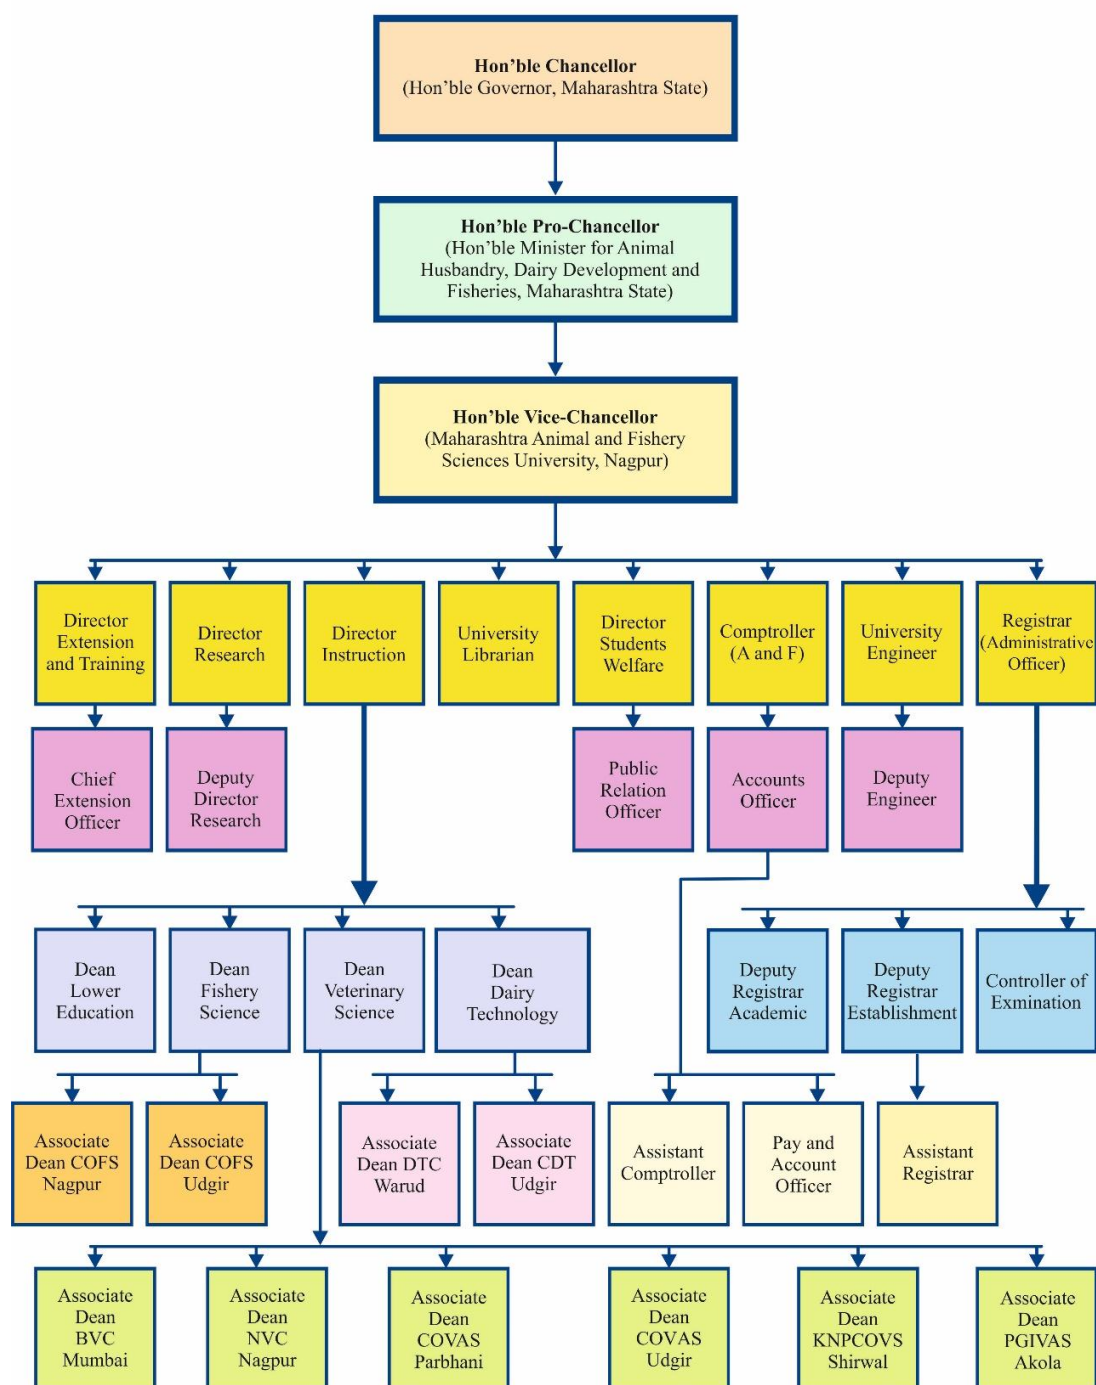 Hon'ble Chancellor
(Hon'ble Governor, Maharashtra State)
Hon'ble Pro-Chancellor
(Hon'ble Minister for Animal
Husbandry, Dairy Development and
Fisheries, Maharashtra State)
Hon'ble Vice-Chancellor
(Maharashtra Animal and Fishery
Sciences University, Nagpur)
Director
Extension
and Training
Director
Research
Director
Instruction
University
Librarian
Director
Students
Welfare
Comptroller
(A and F)
University
Engineer
Registrar
(Administrative
Officer)
Chief
Extension
Officer
Deputy
Director
Research
Public
Relation
Officer
Accounts
Officer
Deputy
Engineer
Dean
Lower
Education
Dean
Fishery
Science
Dean
Veterinary
Science
Dean
Dairy
Technology
Deputy
Registrar
Academic
Deputy
Registrar
Establishment
Controller of
Exmination
Associate
Dean COFS
Nagpur
Associate
Dean COFS
Udgir
Associate
Dean DTC
Warud
Associate
Dean CDT
Udgir
Assistant
Comptroller
Pay and
Account
Officer
Assistant
Registrar
Associate
Dean
BVC
Mumbai
Associate
Dean
NVC
Nagpur
Associate
Dean
COVAS
Parbhani
Associate
Dean
COVAS
Udgir
Associate
Dean
KNPCOVS
Shirwal
Associate
Dean
PGIVAS
Akola